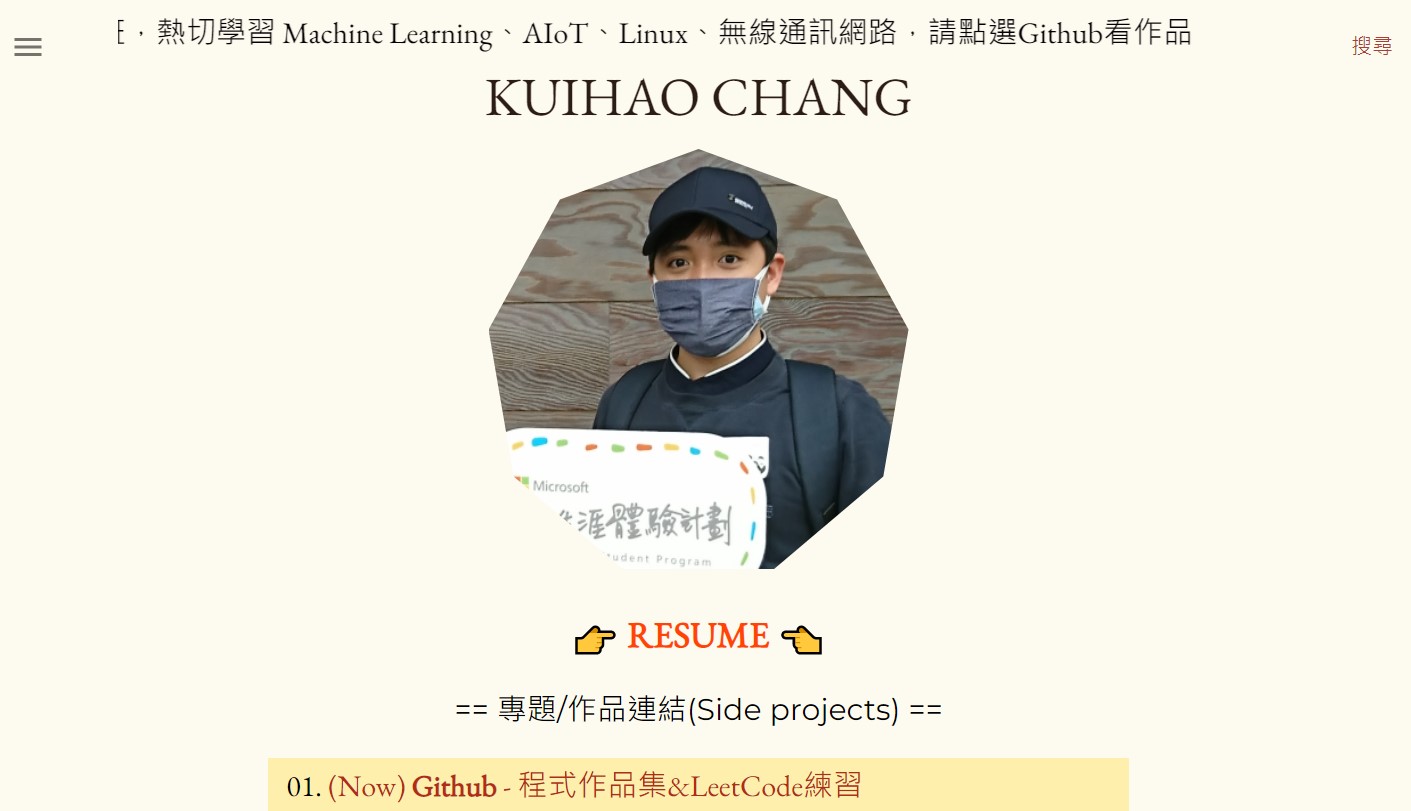 ，熱切學習 Machine Learning、AIoT、Linux、無線通訊網路，請點選Github看作品
搜尋
KUIHAO CHANG
Microsoft
涯體驗計劃
tudent Program
👉 RESUME 👈
== 專題/作品連結(Side projects) ==
01. (Now) Github - 程式作品集&LeetCode練習